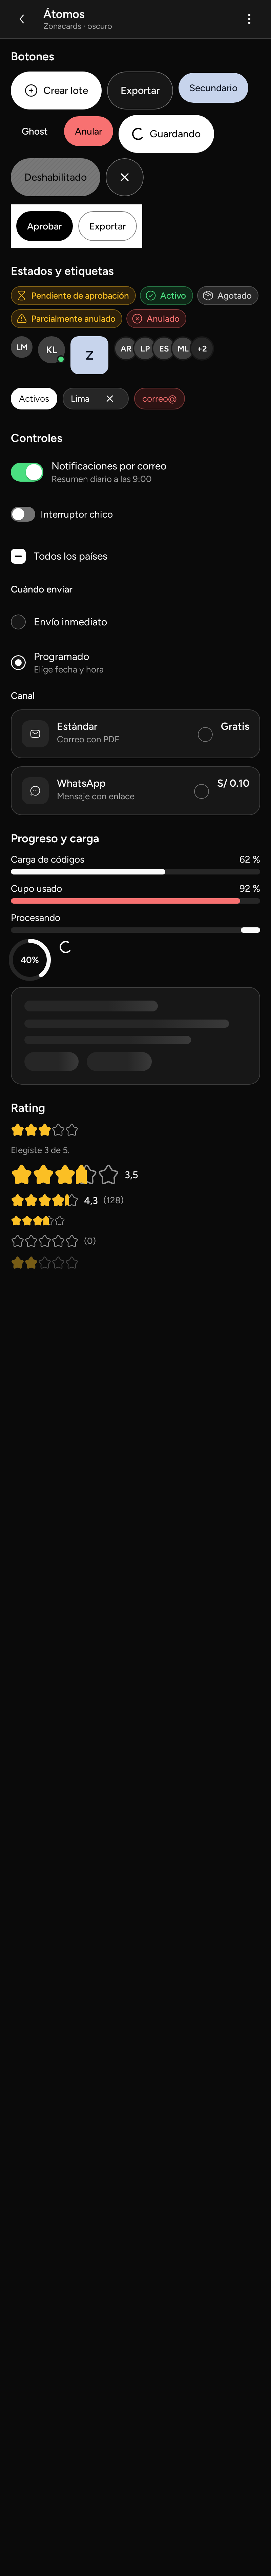 Átomos
Zonacards · oscuro
Botones
Crear lote
Exportar
Secundario
Ghost
Anular
Guardando
Deshabilitado
Aprobar
Exportar
Estados y etiquetas
Pendiente de aprobación
Activo
Agotado
Parcialmente anulado
Anulado
LM
KL
Z
AR
LP
ES
ML
+2
Activos
Lima
correo@
Controles
Notificaciones por correo
Resumen diario a las 9:00
Interruptor chico
Todos los países
Cuándo enviar
Envío inmediato
Programado
Elige fecha y hora
Canal
Estándar
Gratis
Correo con PDF
WhatsApp
S/ 0.10
Mensaje con enlace
Progreso y carga
Carga de códigos
62 %
Cupo usado
92 %
Procesando
40%
Rating
Elegiste 3 de 5.
3,5
4,3 (128)
(0)